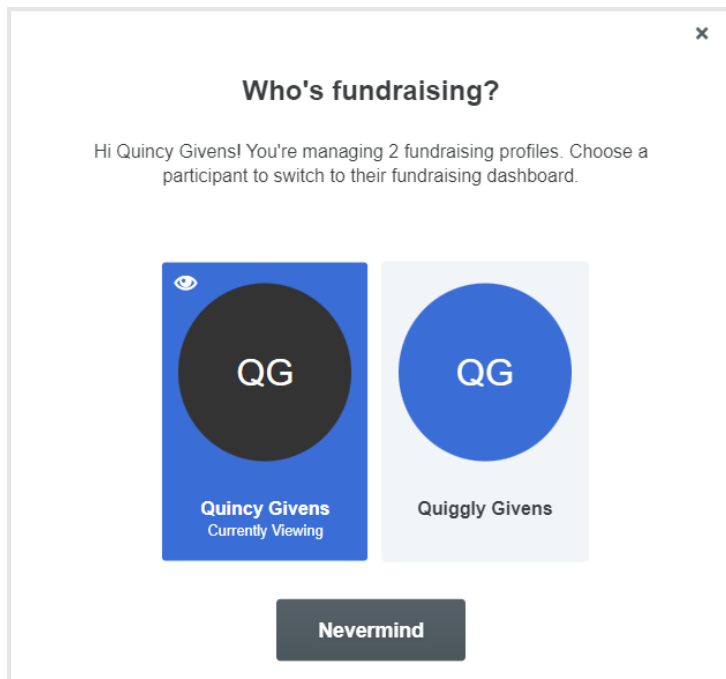 ×
Who's fundraising?
Hi Quincy Givens! You're managing 2 fundraising profiles. Choose a
participant to switch to their fundraising dashboard.
QG
Quincy Givens
Currently Viewing
QG
Quiggly Givens
Nevermind